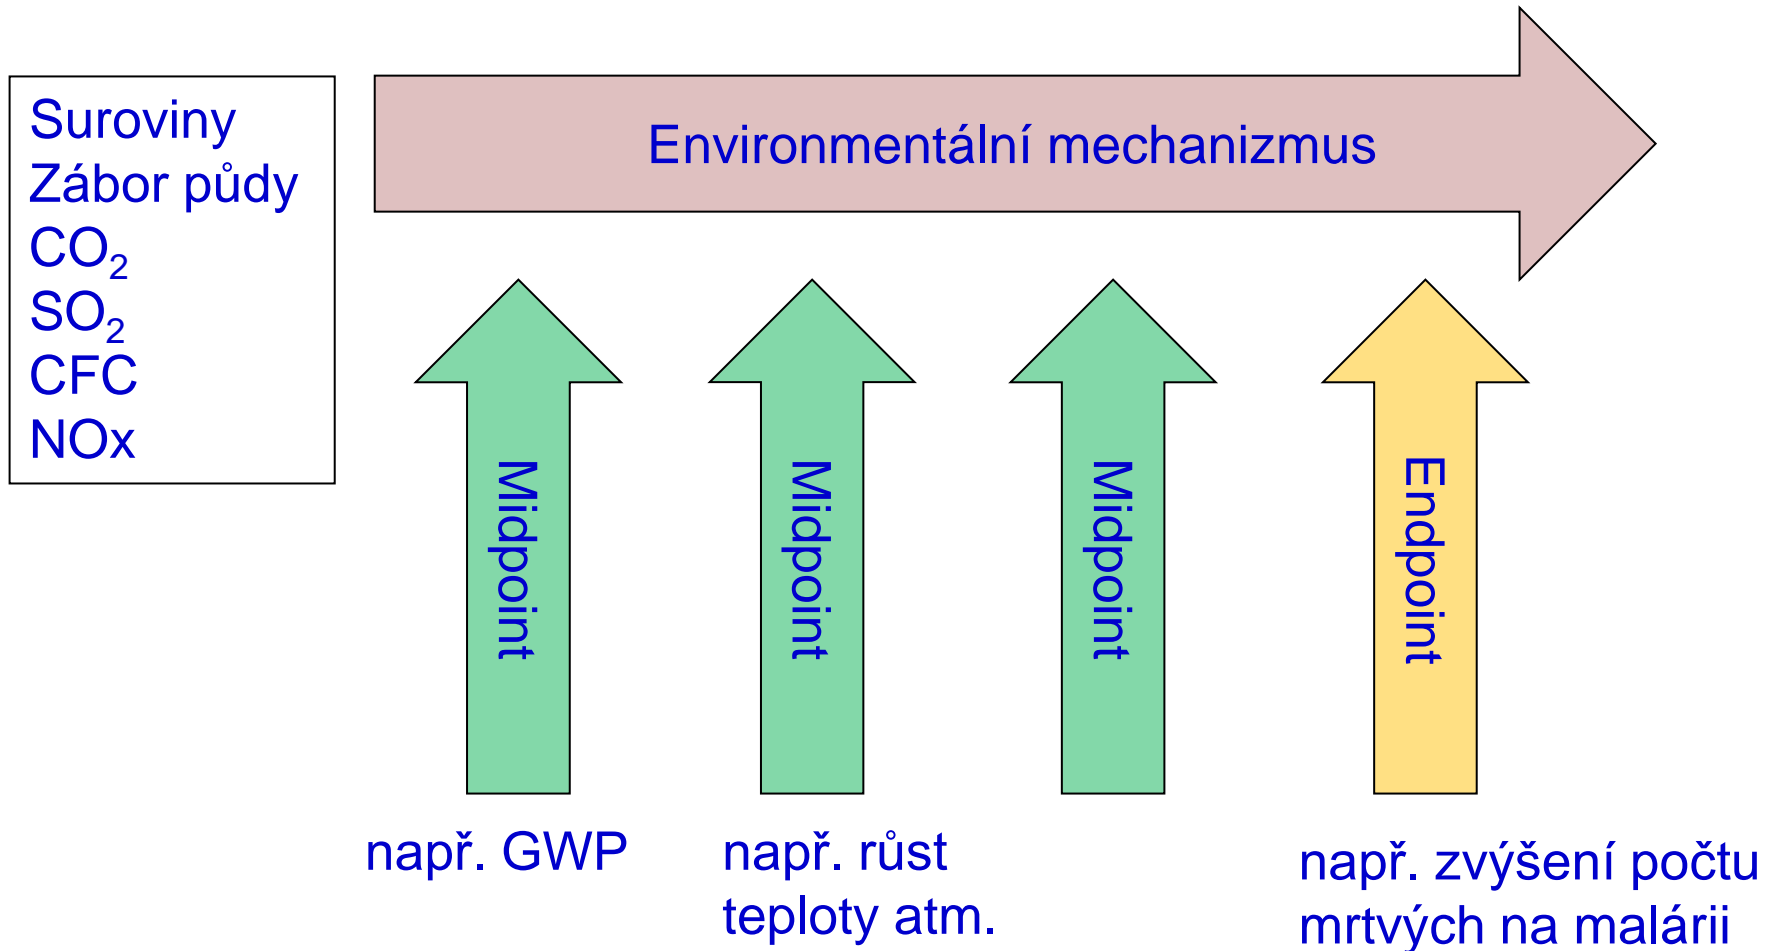 Suroviny
Zábor půdy
CO₂
SO₂
CFC
NOx
Environmentální mechanizmus
Midpoint
Midpoint
Midpoint
Endpoint
např. GWP
např. růst
teploty atm.
např. zvýšení počtu
mrtvých na malárii